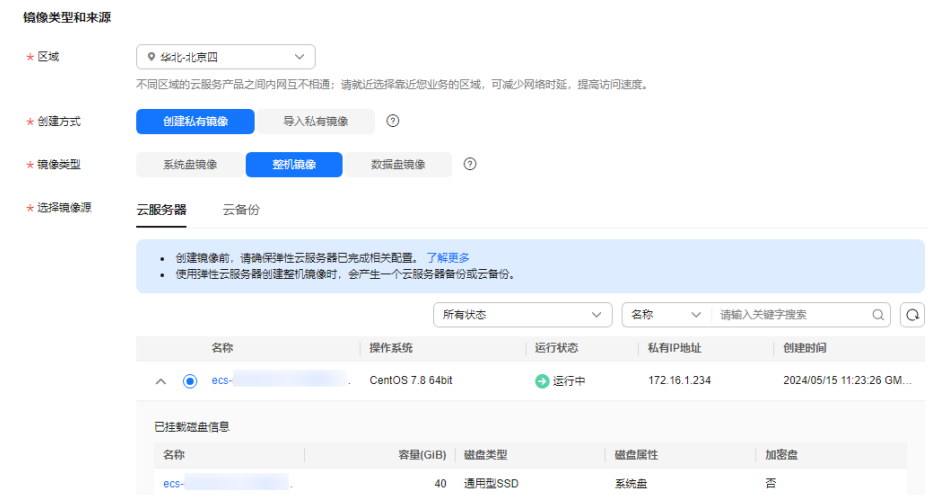 镜像类型和来源
* 区域 华北-北京四
不同区域的云服务产品之间内网互不相通；请就近选择靠近您业务的区域，可减少网络时延，提高访问速度。
* 创建方式 创建私有镜像 导入私有镜像 ?
* 镜像类型 系统盘镜像 整机镜像 数据盘镜像 ?
* 选择镜像源 云服务器 云备份
• 创建镜像前，请确保弹性云服务器已完成相关配置。 了解更多
• 使用弹性云服务器创建整机镜像时，会产生一个云服务器备份或云备份。
所有状态 名称 请输入关键字搜索
名称 操作系统 运行状态 私有IP地址 创建时间
ecs- CentOS 7.8 64bit 运行中 172.16.1.234 2024/05/15 11:23:26 GM...
已挂载磁盘信息
名称 容量(GiB) 磁盘类型 磁盘属性 加密盘
ecs- 40 通用型SSD 系统盘 否